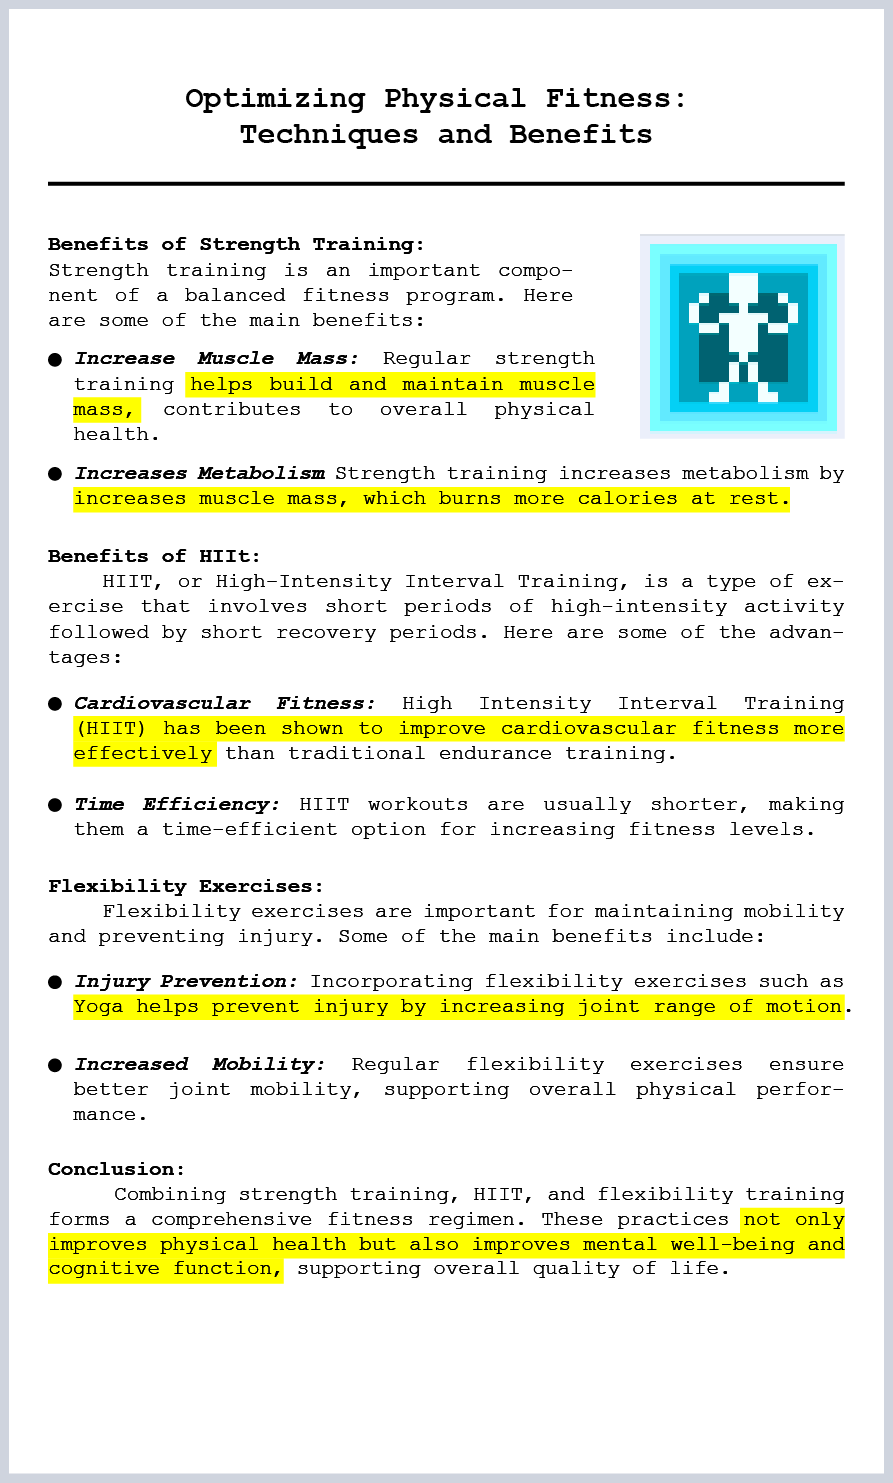 Optimizing Physical Fitness:
Techniques and Benefits
Benefits of Strength Training:
Strength training is an important compo-
nent of a balanced fitness program. Here
are some of the main benefits:
● Increase Muscle Mass: Regular strength
training helps build and maintain muscle
mass, contributes to overall physical
health.
● Increases Metabolism Strength training increases metabolism by
increases muscle mass, which burns more calories at rest.
Benefits of HIIt:
HIIT, or High-Intensity Interval Training, is a type of ex-
ercise that involves short periods of high-intensity activity
followed by short recovery periods. Here are some of the advan-
tages:
● Cardiovascular Fitness: High Intensity Interval Training
(HIIT) has been shown to improve cardiovascular fitness more
effectively than traditional endurance training.
● Time Efficiency: HIIT workouts are usually shorter, making
them a time-efficient option for increasing fitness levels.
Flexibility Exercises:
Flexibility exercises are important for maintaining mobility
and preventing injury. Some of the main benefits include:
● Injury Prevention: Incorporating flexibility exercises such as
Yoga helps prevent injury by increasing joint range of motion.
● Increased Mobility: Regular flexibility exercises ensure
better joint mobility, supporting overall physical perfor-
mance.
Conclusion:
Combining strength training, HIIT, and flexibility training
forms a comprehensive fitness regimen. These practices not only
improves physical health but also improves mental well-being and
cognitive function, supporting overall quality of life.